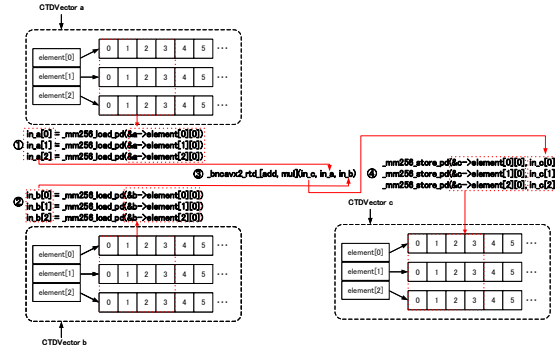 CTDVector a
0 1 2 3 4 5 ...
element[0]
element[1]
0 1 2 3 4 5 ...
element[2]
0 1 2 3 4 5 ...
① in_a[0] = _mm256_load_pd(&a->element[0][0])
in_a[1] = _mm256_load_pd(&a->element[1][0])
in_a[2] = _mm256_load_pd(&a->element[2][0])
③ _bncavx2_rtd_[add, mul](in_c, in_a, in_b)
④ _mm256_store_pd(&c->element[0][0], in_c[0])
_mm256_store_pd(&c->element[1][0], in_c[1])
_mm256_store_pd(&c->element[2][0], in_c[2])
② in_b[0] = _mm256_load_pd(&b->element[0][0])
in_b[1] = _mm256_load_pd(&b->element[1][0])
in_b[2] = _mm256_load_pd(&b->element[2][0])
CTDVector c
0 1 2 3 4 5 ...
element[0]
element[1]
0 1 2 3 4 5 ...
element[2]
0 1 2 3 4 5 ...
0 1 2 3 4 5 ...
element[0]
element[1]
0 1 2 3 4 5 ...
element[2]
0 1 2 3 4 5 ...
CTDVector b